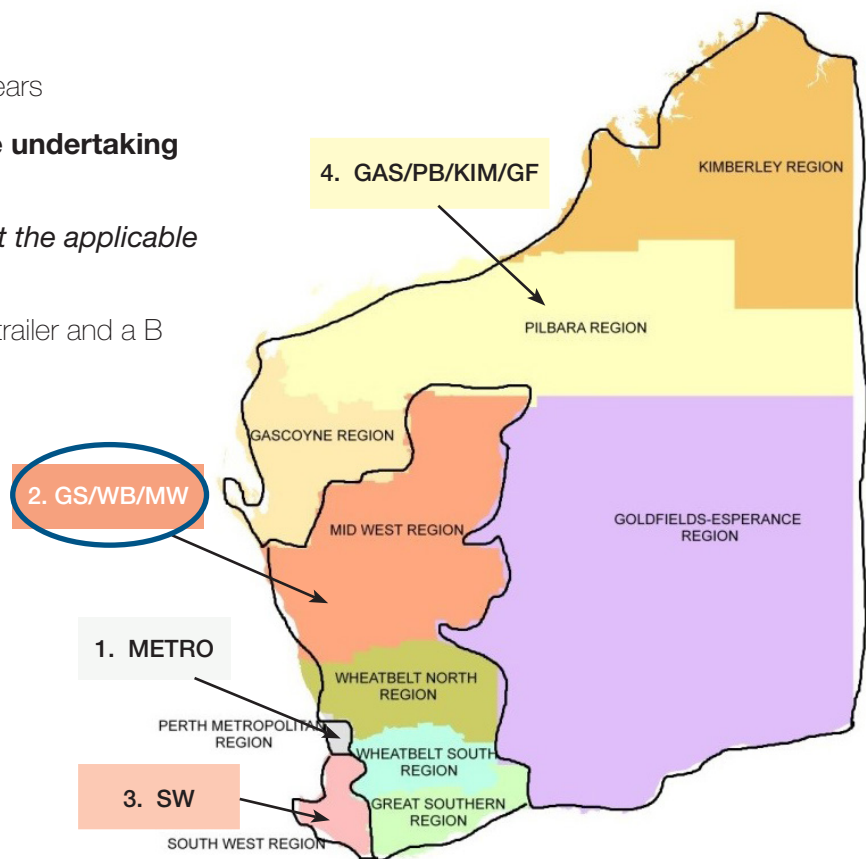 ears
e undertaking
t the applicable
trailer and a B
4. GAS/PB/KIM/GF
KIMBERLEY REGION
PILBARA REGION
GASCOYNE REGION
2. GS/WB/MW
MID WEST REGION
GOLDFIELDS-ESPERANCE
REGION
1. METRO
WHEATBELT NORTH
REGION
PERTH METROPOLITAN
REGION
WHEATBELT SOUTH
REGION
3. SW
GREAT SOUTHERN
REGION
SOUTH WEST REGION